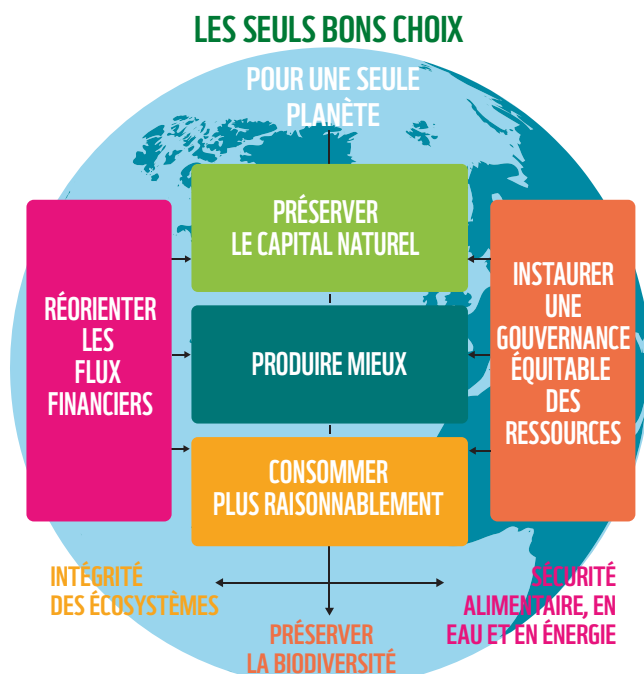 LES SEULS BONS CHOIX
POUR UNE SEULE
PLANÈTE
PRÉSERVER
LE CAPITAL NATUREL
RÉORIENTER
LES
FLUX
FINANCIERS
PRODUIRE MIEUX
INSTAURER
UNE
GOUVERNANCE
ÉQUITABLE
DES
RESSOURCES
CONSOMMER
PLUS RAISONNABLEMENT
INTÉGRITÉ
DES ÉCOSYSTÈMES
PRÉSERVER
LA BIODIVERSITÉ
SÉCURITÉ
ALIMENTAIRE, EN
EAU ET EN ÉNERGIE